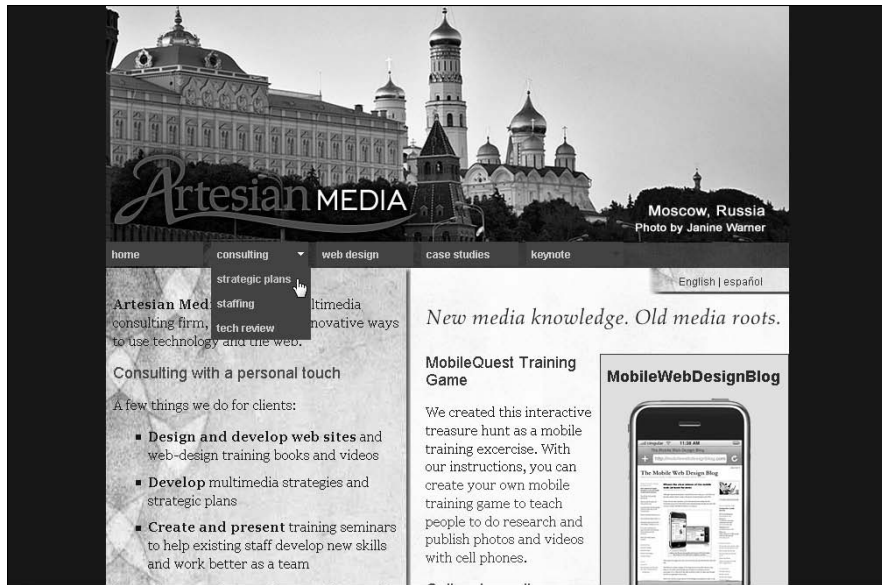 Artesian MEDIA
Moscow, Russia
Photo by Janine Warner
home consulting web design case studies keynote
strategic plans
staffing
tech review
English | español
Artesian Med ltimedia
consulting firm, novative ways
to use technology and the web.
Consulting with a personal touch
A few things we do for clients:
Design and develop web sites and
web-design training books and videos
Develop multimedia strategies and
strategic plans
Create and present training seminars
to help existing staff develop new skills
and work better as a team
New media knowledge. Old media roots.
MobileQuest Training
Game
We created this interactive
treasure hunt as a mobile
training excercise. With
our instructions, you can
create your own mobile
training game to teach
people to do research and
publish photos and videos
with cell phones.
MobileWebDesignBlog
11:38 AM
The Mobile Web Design Blog